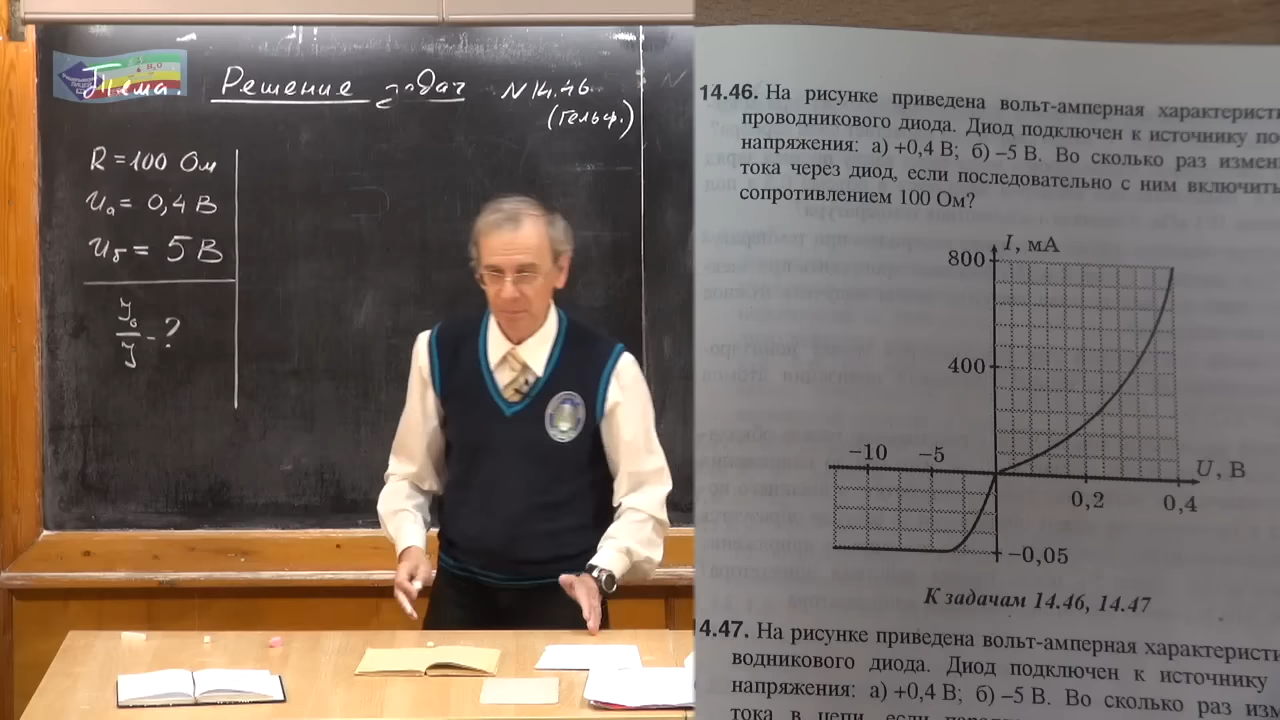 Тема. Решение задач N 14.46
(Гельф.)
R = 100 Ом
Uа = 0,4 В
Uб = 5 В
I₀
— - ?
I
14.46. На рисунке приведена вольт-амперная характеристи
проводникового диода. Диод подключен к источнику по
напряжения: а) +0,4 В; б) –5 В. Во сколько раз измен
тока через диод, если последовательно с ним включить
сопротивлением 100 Ом?
I, мА
800
400
–10 –5
U, В
0,2 0,4
–0,05
К задачам 14.46, 14.47
4.47. На рисунке приведена вольт-амперная характеристи
водникового диода. Диод подключен к источнику
напряжения: а) +0,4 В; б) –5 В. Во сколько раз изм
тока в цепи, если